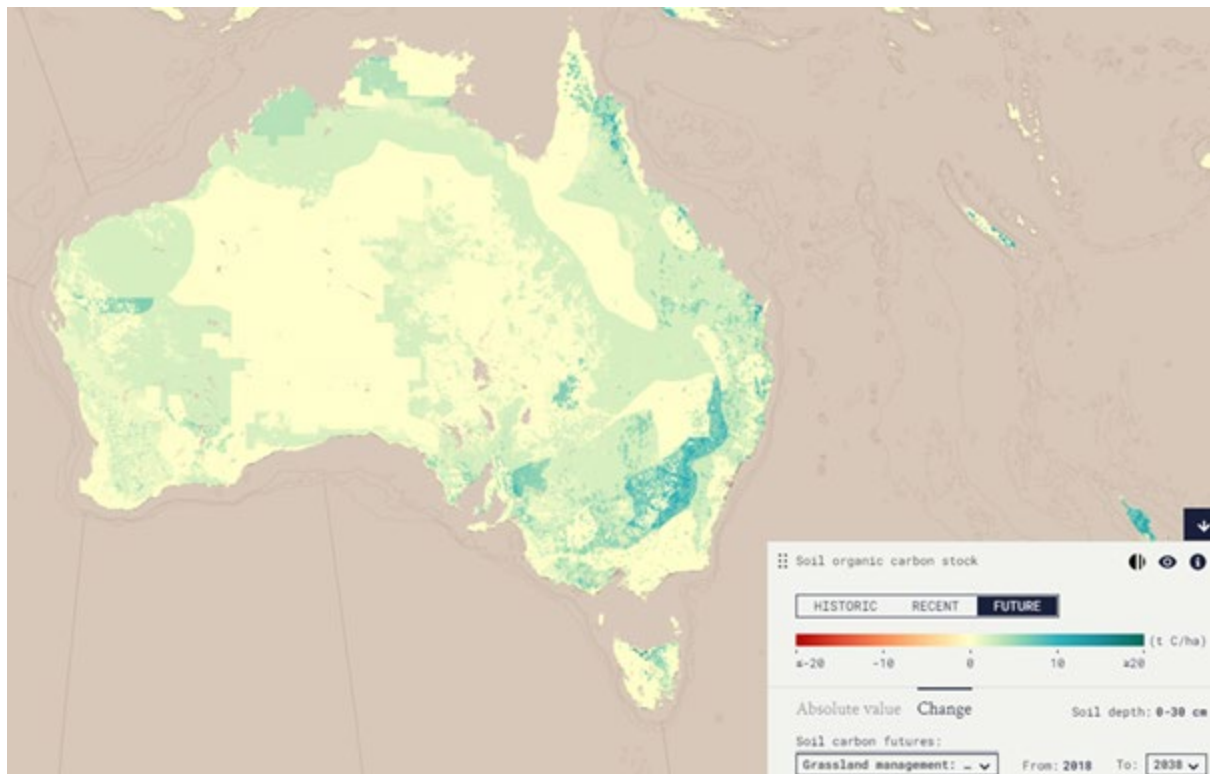 Soil organic carbon stock
HISTORIC RECENT FUTURE
(t C/ha)
≤-20 -10 0 10 ≥20
Absolute value Change Soil depth: 0-30 cm
Soil carbon futures:
Grassland management: … From: 2018 To: 2038